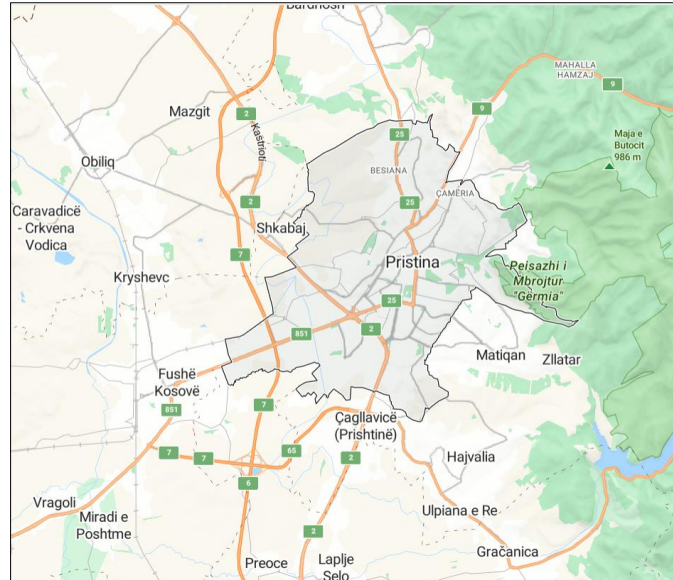 Bardhosh
MAHALLA
HAMZAJ
9
9
Mazgit
2
Kaštrioti
25
Maja e
Butocit
986 m
Obiliq
BESIANA
ÇAMËRIA
2
25
Caravadicë
- Crkvena
Vodica
Shkabaj
7
Pristina
Peisazhi i
Mbrojtur
"Gërmia"
Kryshevc
25
2
851
Matiqan
Zllatar
Fushë
Kosovë
851
7
Çagllavicë
(Prishtinë)
7
7
65
2
Hajvalia
6
Vragoli
Miradi e
Poshtme
Ulpiana e Re
2
Gračanica
Preoce
Laplje
Selo